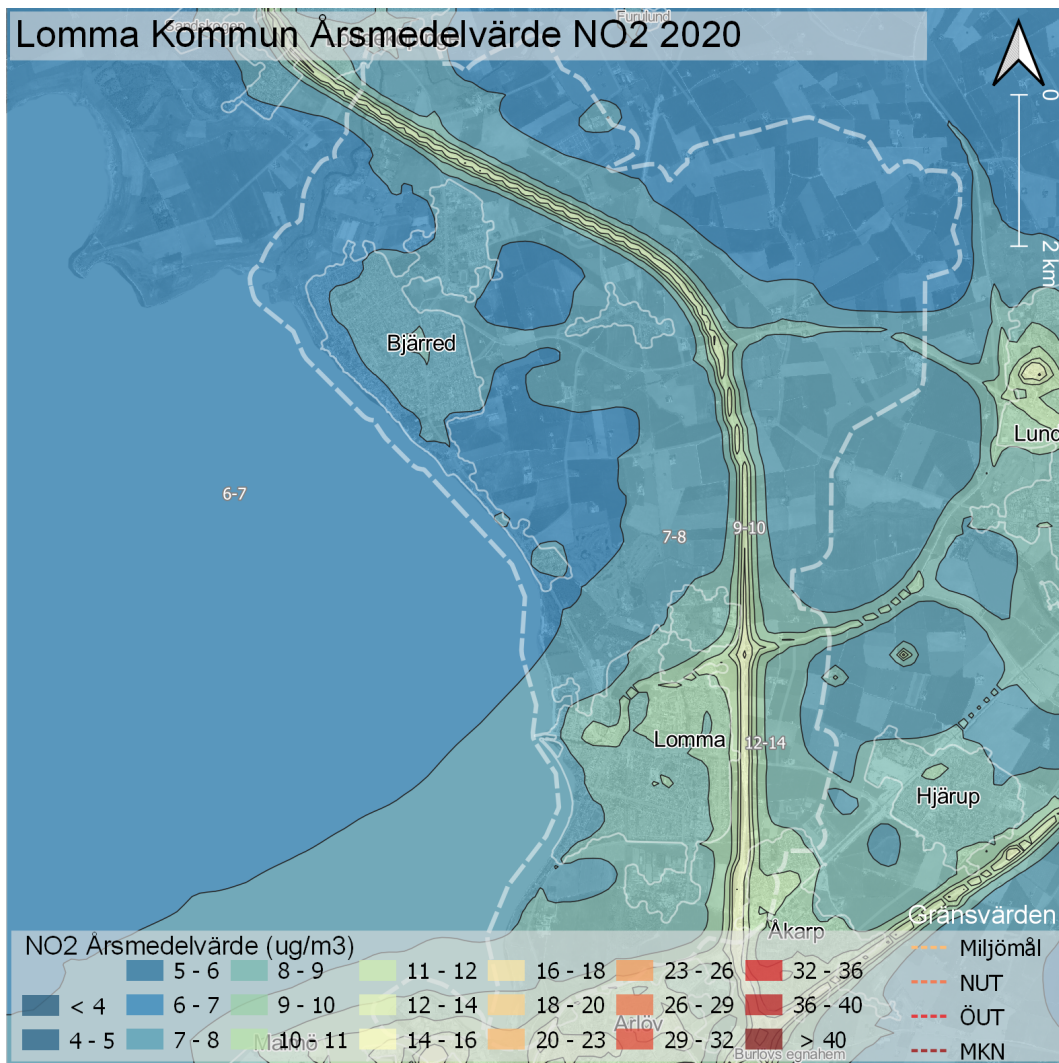 Sandskogen
Furulund
Lomma Kommun Årsmedelvärde NO2 2020
0
2 km
Bjärred
Lund
6-7
7-8
9-10
Lomma
12-14
Hjärup
Åkarp
Gränsvärden
Miljömål
NUT
ÖUT
MKN
NO2 Årsmedelvärde (ug/m3)
5 - 6 8 - 9 11 - 12 16 - 18 23 - 26 32 - 36
< 4 6 - 7 9 - 10 12 - 14 18 - 20 26 - 29 36 - 40
4 - 5 7 - 8 10 - 11 14 - 16 20 - 23 29 - 32 > 40
Malmö
Arlöv
Burlövs egnahem